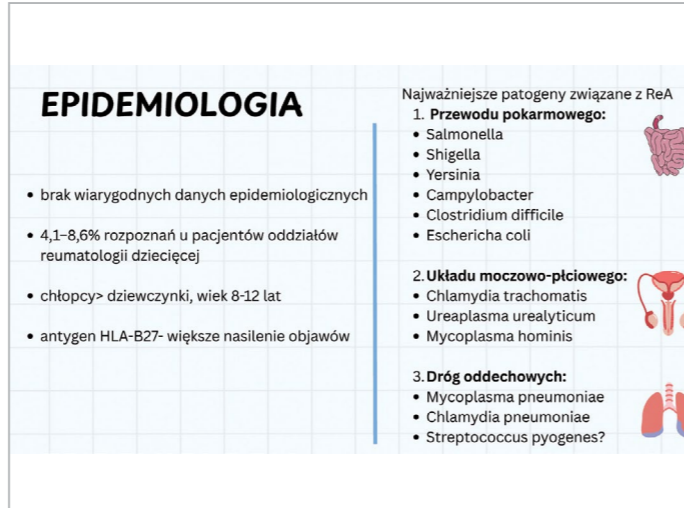 EPIDEMIOLOGIA
• brak wiarygodnych danych epidemiologicznych
• 4,1–8,6% rozpoznań u pacjentów oddziałów
reumatologii dziecięcej
• chłopcy> dziewczynki, wiek 8-12 lat
• antygen HLA-B27- większe nasilenie objawów
Najważniejsze patogeny związane z ReA
1. Przewodu pokarmowego:
• Salmonella
• Shigella
• Yersinia
• Campylobacter
• Clostridium difficile
• Eschericha coli
2. Układu moczowo-płciowego:
• Chlamydia trachomatis
• Ureaplasma urealyticum
• Mycoplasma hominis
3. Dróg oddechowych:
• Mycoplasma pneumoniae
• Chlamydia pneumoniae
• Streptococcus pyogenes?